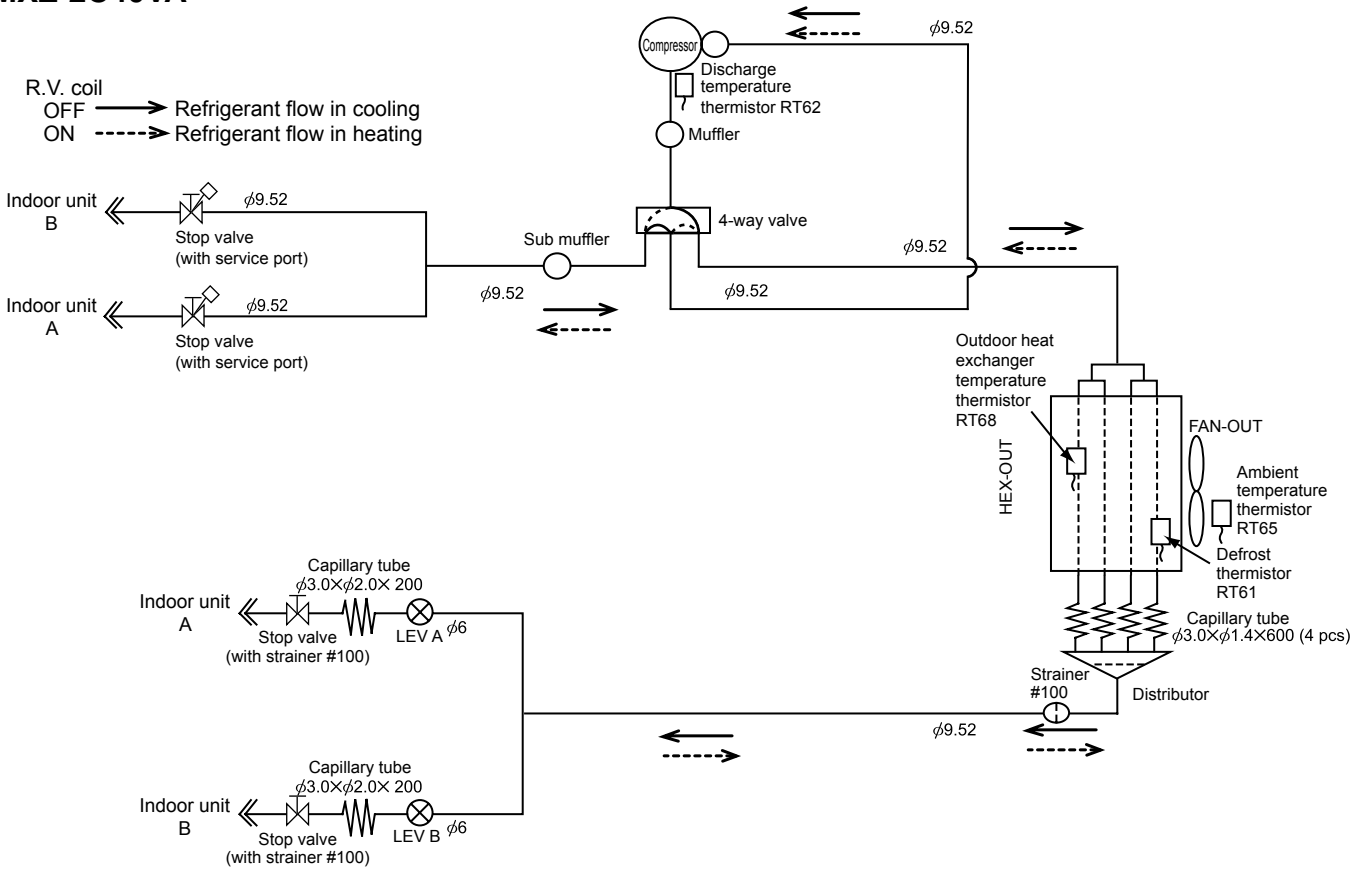 Compressor
φ9.52
Discharge
temperature
thermistor RT62
Muffler
R.V. coil
OFF Refrigerant flow in cooling
ON Refrigerant flow in heating
Indoor unit
B
φ9.52
Stop valve
(with service port)
4-way valve
Sub muffler
φ9.52
φ9.52
φ9.52
Indoor unit
A
φ9.52
Stop valve
(with service port)
Outdoor heat
exchanger
temperature
thermistor
RT68
HEX-OUT
FAN-OUT
Ambient
temperature
thermistor
RT65
Defrost
thermistor
RT61
Capillary tube
φ3.0×φ1.4×600 (4 pcs)
Strainer
#100
Distributor
φ9.52
Capillary tube
φ3.0×φ2.0× 200
Indoor unit
A
LEV A φ6
Stop valve
(with strainer #100)
Capillary tube
φ3.0×φ2.0× 200
Indoor unit
B
LEV B φ6
Stop valve
(with strainer #100)